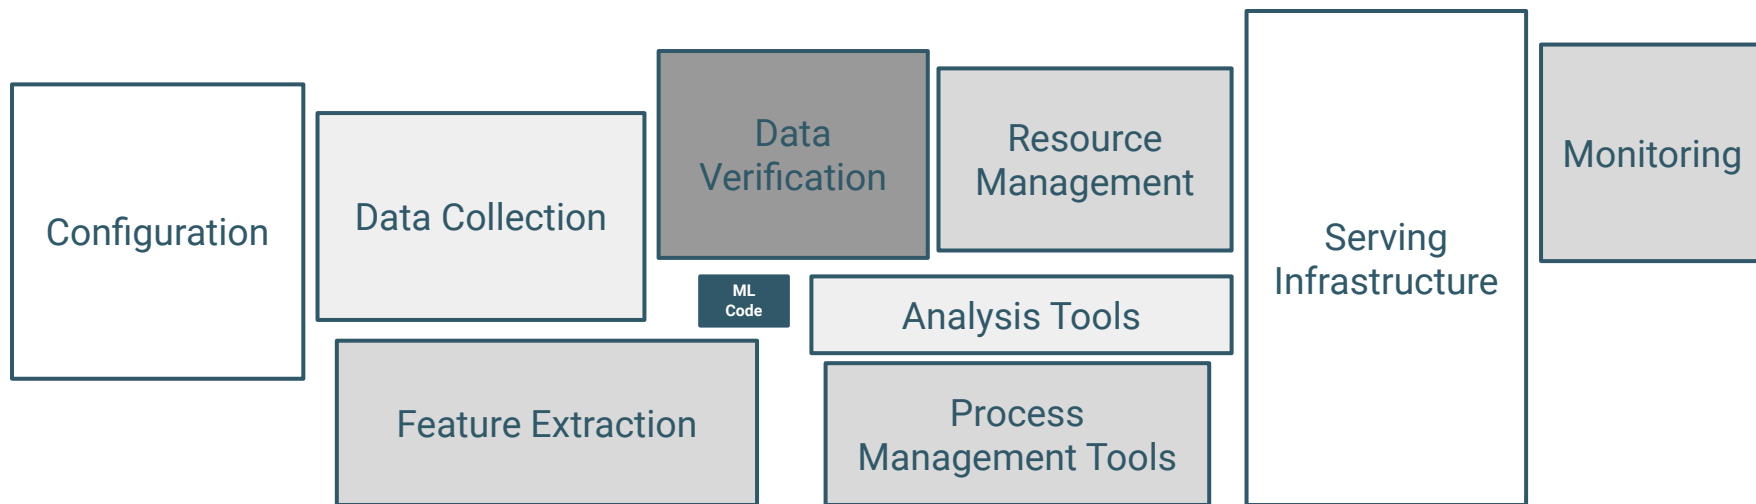 Configuration
Data Collection
Data
Verification
Resource
Management
Serving
Infrastructure
Monitoring
ML
Code
Analysis Tools
Feature Extraction
Process
Management Tools